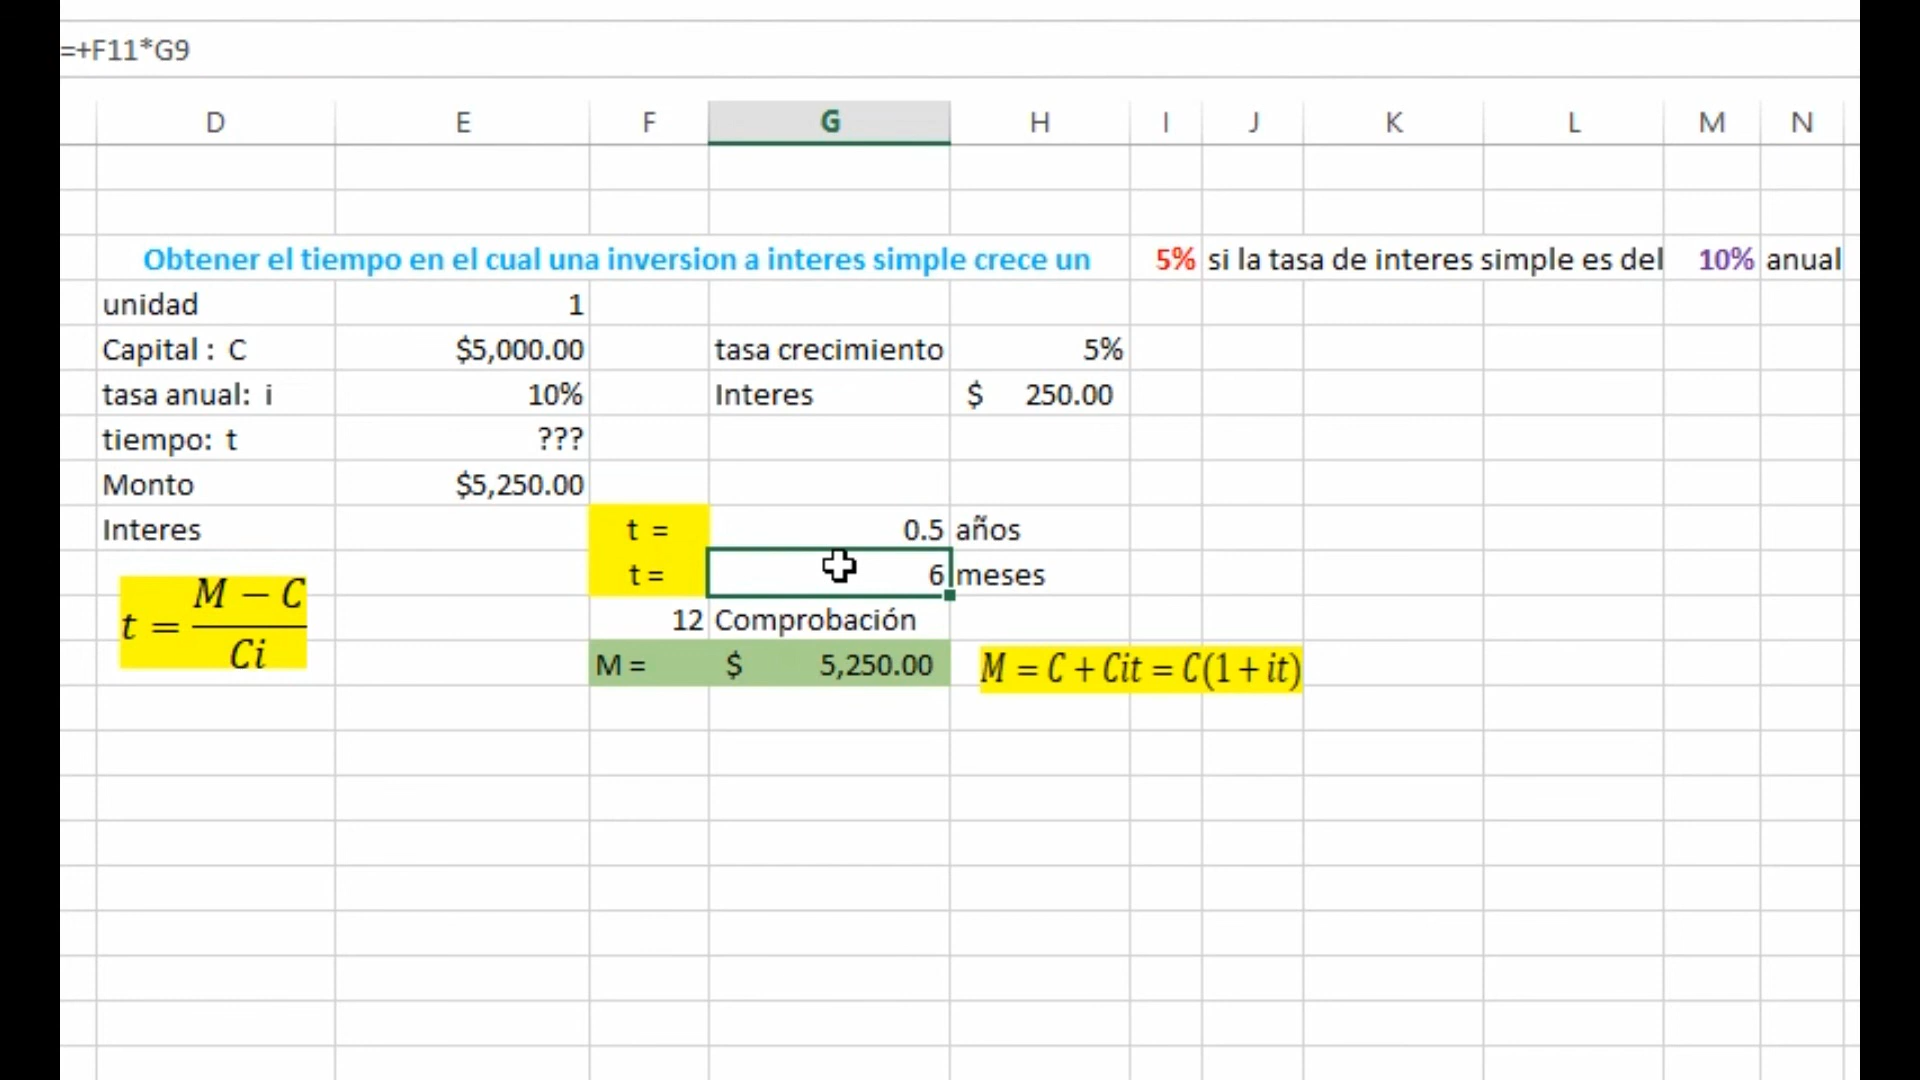 =+F11*G9
D E F G H I J K L M N
Obtener el tiempo en el cual una inversion a interes simple crece un 5% si la tasa de interes simple es del 10% anual
unidad 1
Capital : C $5,000.00 tasa crecimiento 5%
tasa anual: i 10% Interes $ 250.00
tiempo: t ???
Monto $5,250.00
Interes t = 0.5 años
t = 6 meses
t = \frac{M - C}{Ci}
12 Comprobación
M = $ 5,250.00 M = C + Cit = C(1 + it)